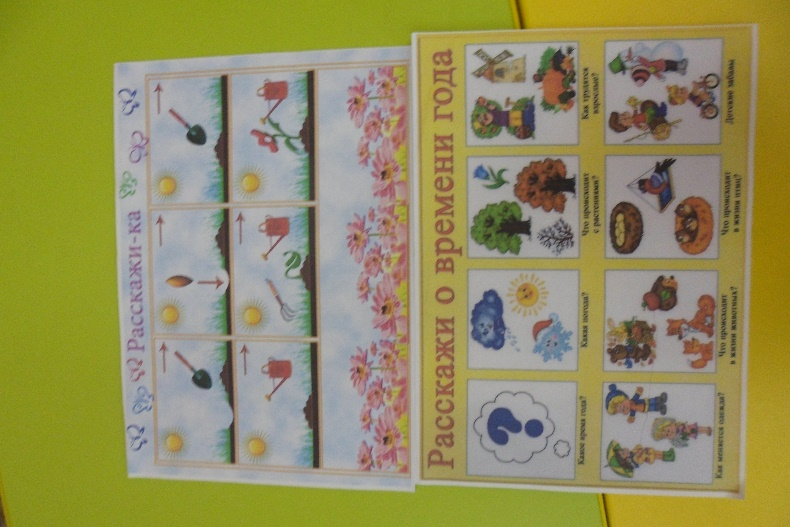 Расскажи-ка
Расскажи о времени года
Какое время года?
Какая погода?
Что происходит
с растениями?
Как трудятся
взрослые?
Как меняется одежда?
Что происходит
в жизни животных?
Что происходит
в жизни птиц?
Детские забавы